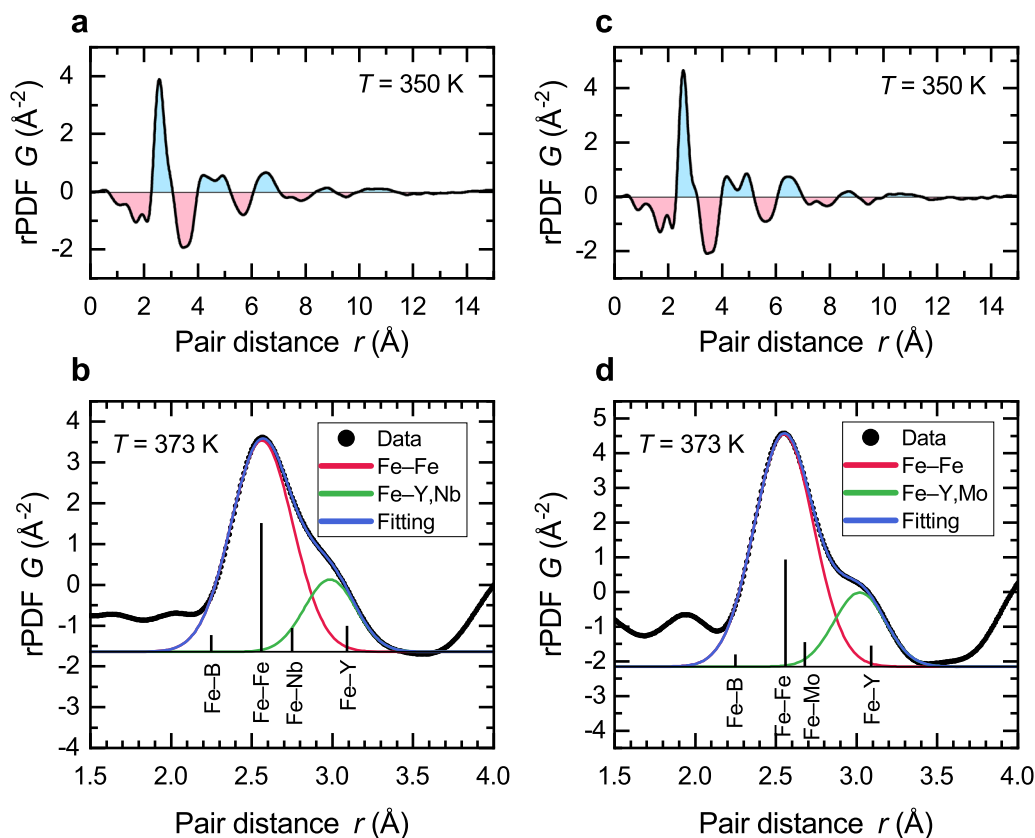 a
rPDF G (Å-2)
4
2
0
-2
T = 350 K
0 2 4 6 8 10 12 14
Pair distance r (Å)
c
rPDF G (Å-2)
4
2
0
-2
T = 350 K
0 2 4 6 8 10 12 14
Pair distance r (Å)
b
rPDF G (Å-2)
4
3
2
1
0
-1
-2
-3
-4
T = 373 K
Data
Fe–Fe
Fe–Y,Nb
Fitting
Fe–B
Fe–Fe
Fe–Nb
Fe–Y
1.5 2.0 2.5 3.0 3.5 4.0
Pair distance r (Å)
d
rPDF G (Å-2)
5
4
3
2
1
0
-1
-2
-3
-4
T = 373 K
Data
Fe–Fe
Fe–Y,Mo
Fitting
Fe–B
Fe–Fe
Fe–Mo
Fe–Y
1.5 2.0 2.5 3.0 3.5 4.0
Pair distance r (Å)